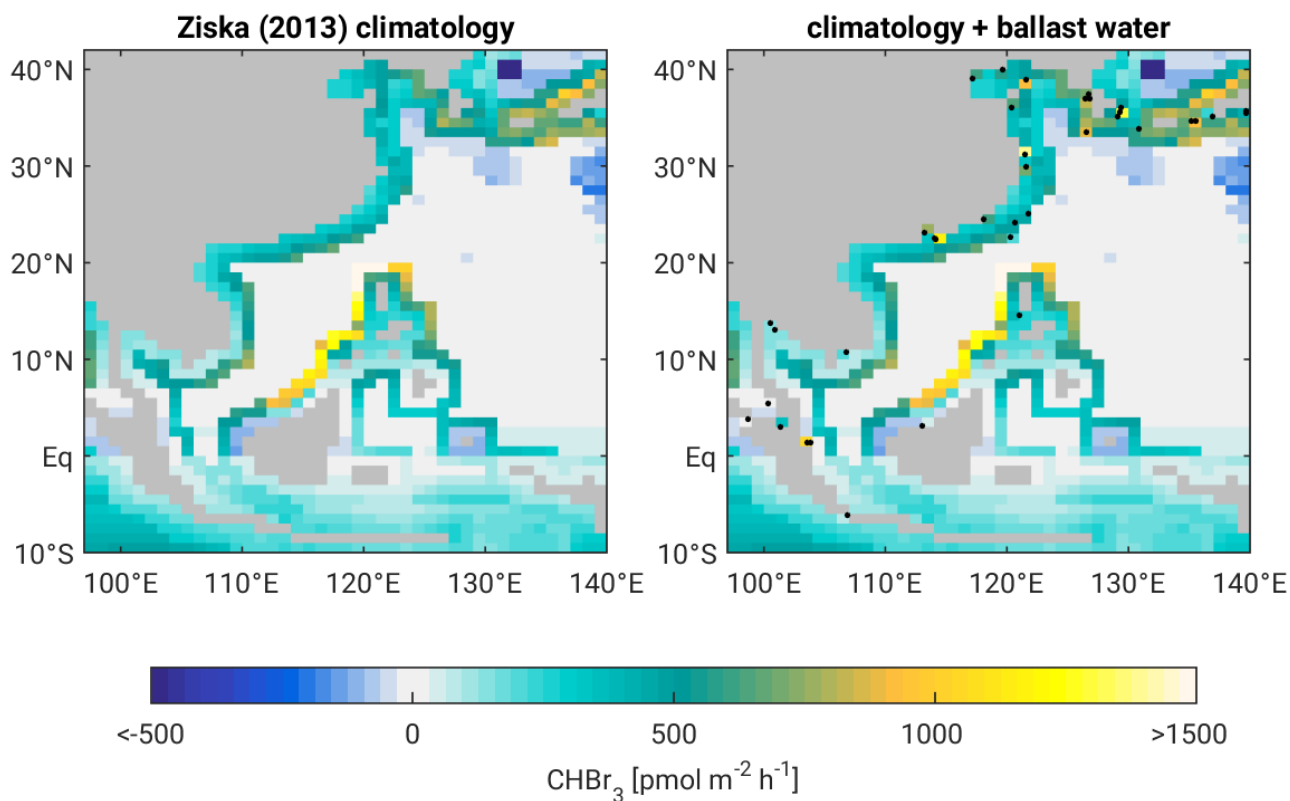 Ziska (2013) climatology
climatology + ballast water
40°N
30°N
20°N
10°N
Eq
10°S
100°E 110°E 120°E 130°E 140°E
40°N
30°N
20°N
10°N
Eq
10°S
100°E 110°E 120°E 130°E 140°E
<-500 0 500 1000 >1500
CHBr₃ [pmol m⁻² h⁻¹]